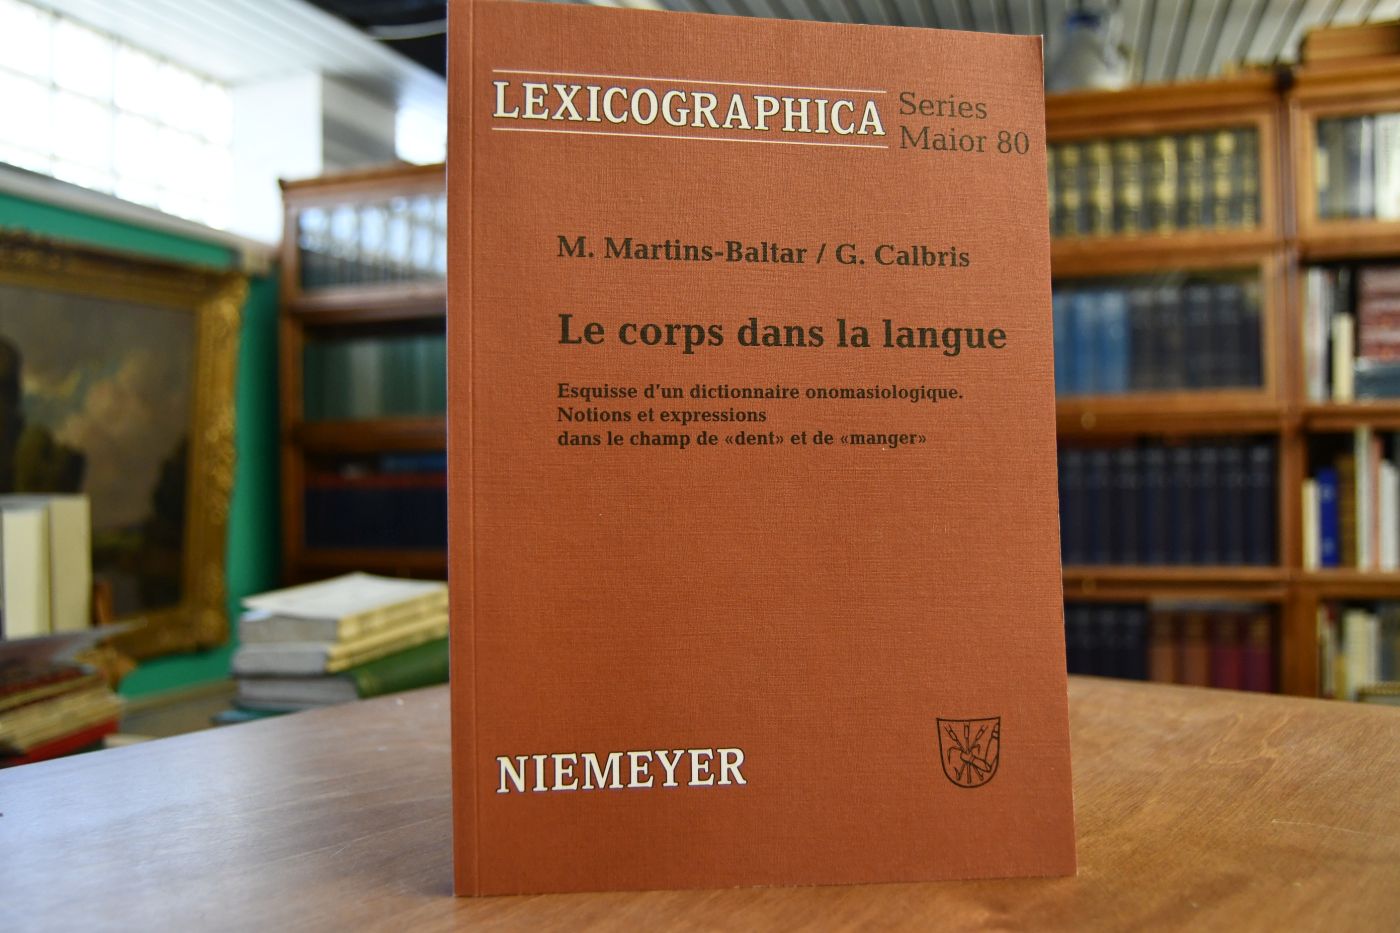 LEXICOGRAPHICA
Series
Maior 80
M. Martins-Baltar / G. Calbris
Le corps dans la langue
Esquisse d'un dictionnaire onomasiologique.
Notions et expressions
dans le champ de «dent» et de «manger»
NIEMEYER